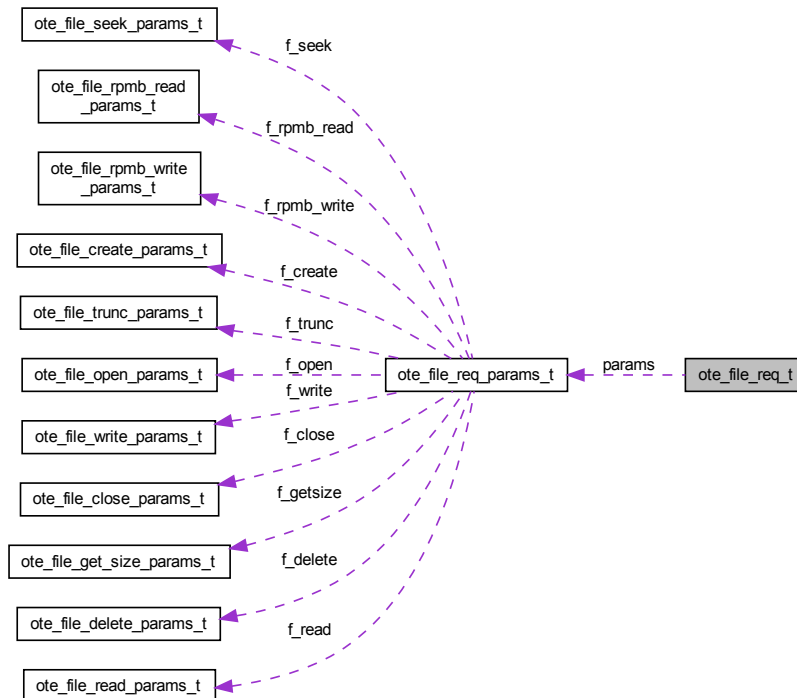 ote_file_seek_params_t
f_seek
ote_file_rpmb_read
_params_t
f_rpmb_read
ote_file_rpmb_write
_params_t
f_rpmb_write
ote_file_create_params_t
f_create
ote_file_trunc_params_t
f_trunc
ote_file_open_params_t
f_open
ote_file_req_params_t
params
ote_file_req_t
f_write
ote_file_write_params_t
f_close
ote_file_close_params_t
f_getsize
ote_file_get_size_params_t
f_delete
ote_file_delete_params_t
f_read
ote_file_read_params_t